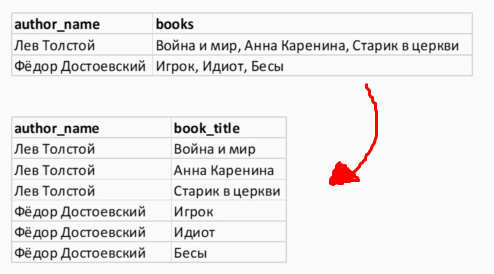 author_name books
Лев Толстой Война и мир, Анна Каренина, Старик в церкви
Фёдор Достоевский Игрок, Идиот, Бесы
author_name book_title
Лев Толстой Война и мир
Лев Толстой Анна Каренина
Лев Толстой Старик в церкви
Фёдор Достоевский Игрок
Фёдор Достоевский Идиот
Фёдор Достоевский Бесы